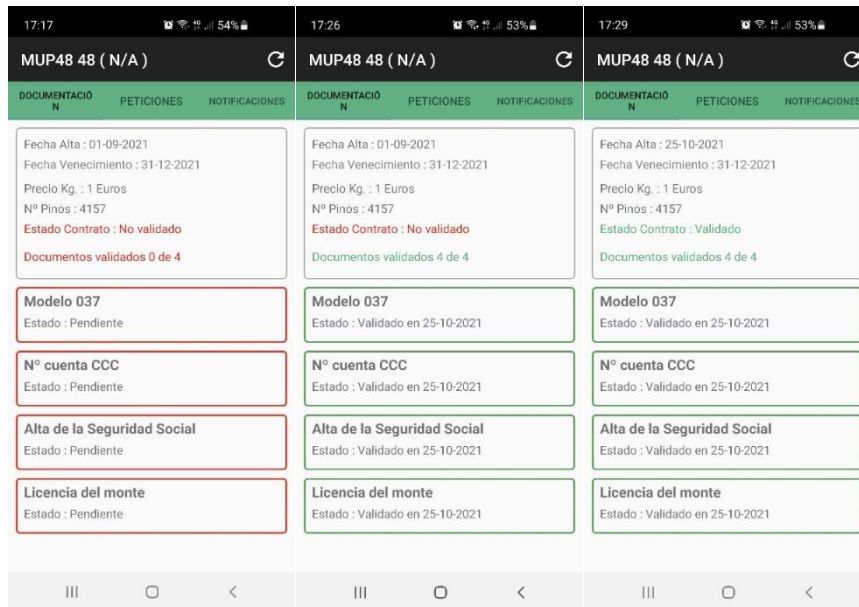 17:17
54%
MUP48 48 ( N/A )
DOCUMENTACIÓ
N
PETICIONES
NOTIFICACIONES
Fecha Alta : 01-09-2021
Fecha Venecimiento : 31-12-2021
Precio Kg. : 1 Euros
Nº Pinos : 4157
Estado Contrato : No validado
Documentos validados 0 de 4
Modelo 037
Estado : Pendiente
Nº cuenta CCC
Estado : Pendiente
Alta de la Seguridad Social
Estado : Pendiente
Licencia del monte
Estado : Pendiente
17:26
53%
MUP48 48 ( N/A )
DOCUMENTACIÓ
N
PETICIONES
NOTIFICACIONES
Fecha Alta : 01-09-2021
Fecha Venecimiento : 31-12-2021
Precio Kg. : 1 Euros
Nº Pinos : 4157
Estado Contrato : No validado
Documentos validados 4 de 4
Modelo 037
Estado : Validado en 25-10-2021
Nº cuenta CCC
Estado : Validado en 25-10-2021
Alta de la Seguridad Social
Estado : Validado en 25-10-2021
Licencia del monte
Estado : Validado en 25-10-2021
17:29
53%
MUP48 48 ( N/A )
DOCUMENTACIÓ
N
PETICIONES
NOTIFICACIONES
Fecha Alta : 25-10-2021
Fecha Venecimiento : 31-12-2021
Precio Kg. : 1 Euros
Nº Pinos : 4157
Estado Contrato : Validado
Documentos validados 4 de 4
Modelo 037
Estado : Validado en 25-10-2021
Nº cuenta CCC
Estado : Validado en 25-10-2021
Alta de la Seguridad Social
Estado : Validado en 25-10-2021
Licencia del monte
Estado : Validado en 25-10-2021